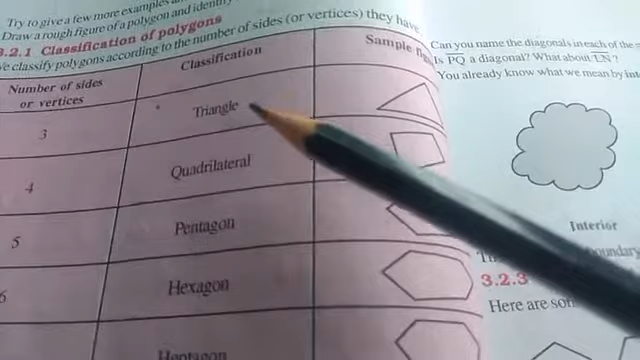 Try to give a few more examples and
Draw a rough figure of a polygon and identify
3.2.1 Classification of polygons
We classify polygons according to the number of sides (or vertices) they have
Number of sides
or vertices
Classification
Sample
3
Triangle
4
Quadrilateral
5
Pentagon
6
Hexagon
Heptagon
Can you name the diagonals in each of the
Is PQ a diagonal? What about LN?
You already know what we mean by
Interior
boundary
3.2.3
Here are